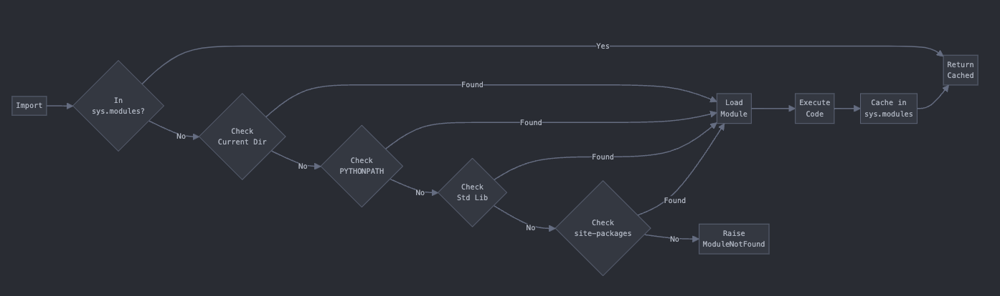 Import
In
sys.modules?
Yes
No
Check
Current Dir
Found
No
Check
PYTHONPATH
Found
No
Check
Std Lib
Found
No
Check
site-packages
Found
No
Raise
ModuleNotFound
Load
Module
Execute
Code
Cache in
sys.modules
Return
Cached